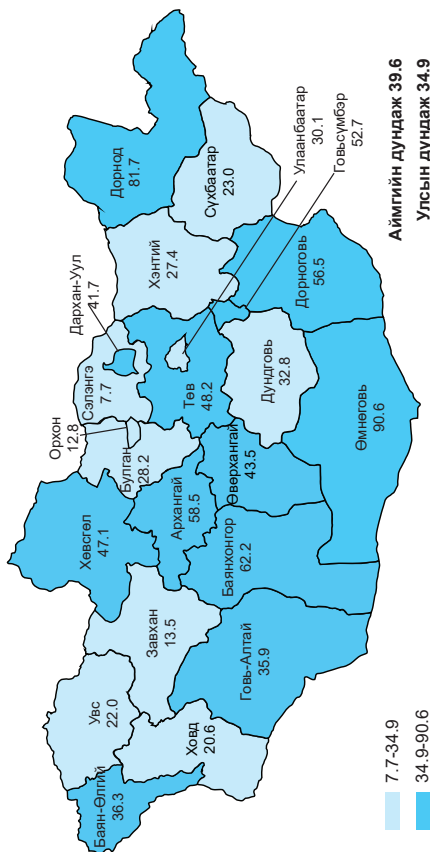 Баян-Өлгий
36.3
Увс
22.0
Ховд
20.6
Завхан
13.5
Говь-Алтай
35.9
Хөвсгөл
47.1
Архангай
58.5
Баянхонгор
62.2
Орхон
12.8
Булган
28.2
Өвөрхангай
43.5
Сэлэнгэ
7.7
Дархан-Уул
41.7
Төв
48.2
Дундговь
32.8
Өмнөговь
90.6
Хэнтий
27.4
Дорнод
81.7
Сүхбаатар
23.0
Дорноговь
56.5
Улаанбаатар
30.1
Говьсүмбэр
52.7
Аймгийн дундаж 39.6
Улсын дундаж 34.9
7.7-34.9
34.9-90.6